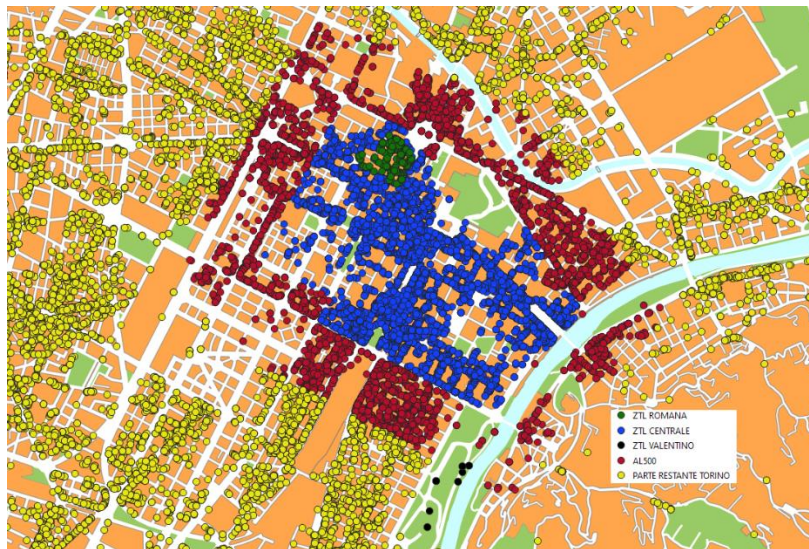 ZTL ROMANA
ZTL CENTRALE
ZTL VALENTINO
AL500
PARTE RESTANTE TORINO